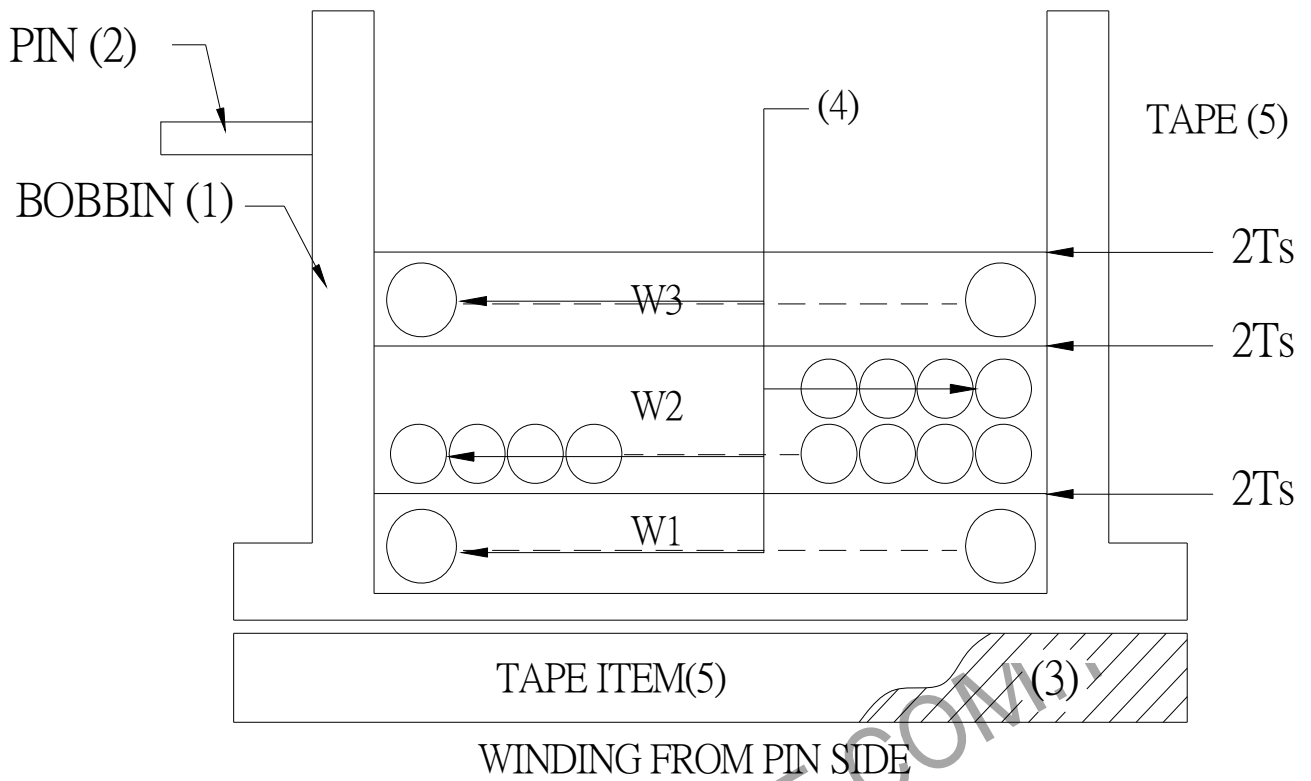 PIN (2)
(4)
TAPE (5)
BOBBIN (1)
2Ts
W3
2Ts
W2
2Ts
W1
TAPE ITEM(5)
(3)
WINDING FROM PIN SIDE